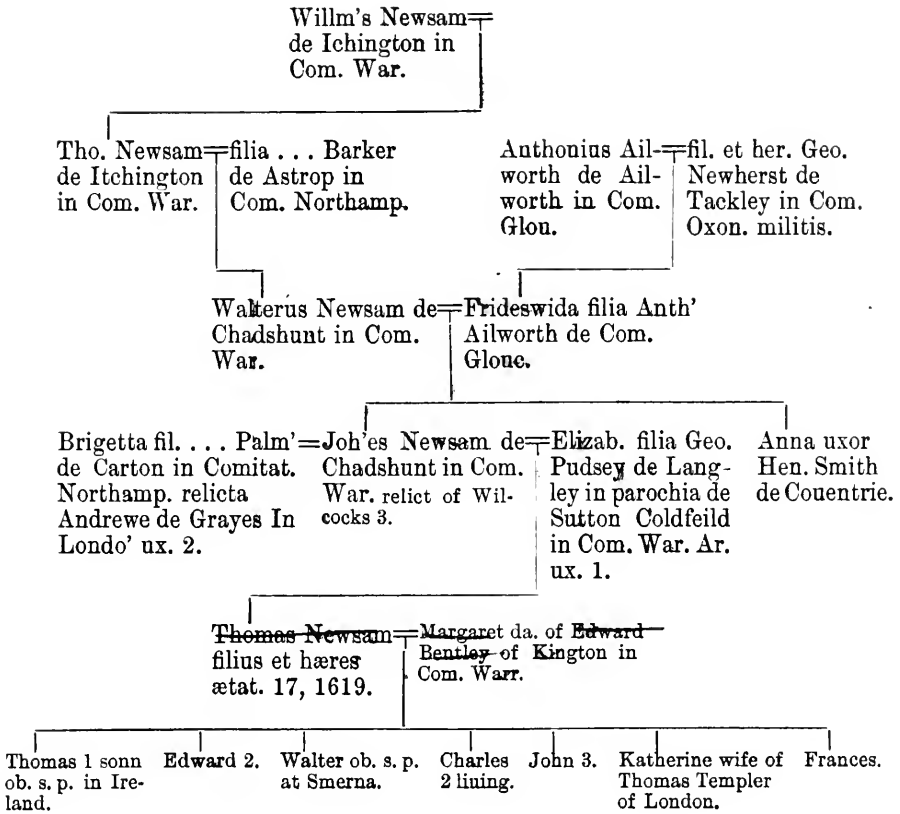 Willm's Newsam=
de Ichington in
Com. War.
Tho. Newsam=filia . . . Barker
de Itchington de Astrop in
in Com. War. Com. Northamp.
Anthonius Ail-=fil. et her. Geo.
worth de Ail- Newherst de
worth in Com. Tackley in Com.
Glou. Oxon. militis.
Walterus Newsam de=Frideswida filia Anth'
Chadshunt in Com. Ailworth de Com.
War. Glouc.
Brigetta fil. . . . Palm'=Joh'es Newsam de=Elizab. filia Geo.
de Carton in Comitat. Chadshunt in Com. Pudsey de Lang-
Northamp. relicta War. relict of Wil- ley in parochia de
Andrewe de Grayes In cocks 3. Sutton Coldfeild
Londo' ux. 2. in Com. War. Ar.
ux. 1.
Anna uxor
Hen. Smith
de Couentrie.
Thomas Newsam=Margaret da. of Edward
filius et hæres Bentley of Kington in
ætat. 17, 1619. Com. Warr.
Thomas 1 sonn
ob. s. p. in Ire-
land.
Edward 2.
Walter ob. s. p.
at Smerna.
Charles
2 liuing.
John 3.
Katherine wife of
Thomas Templer
of London.
Frances.